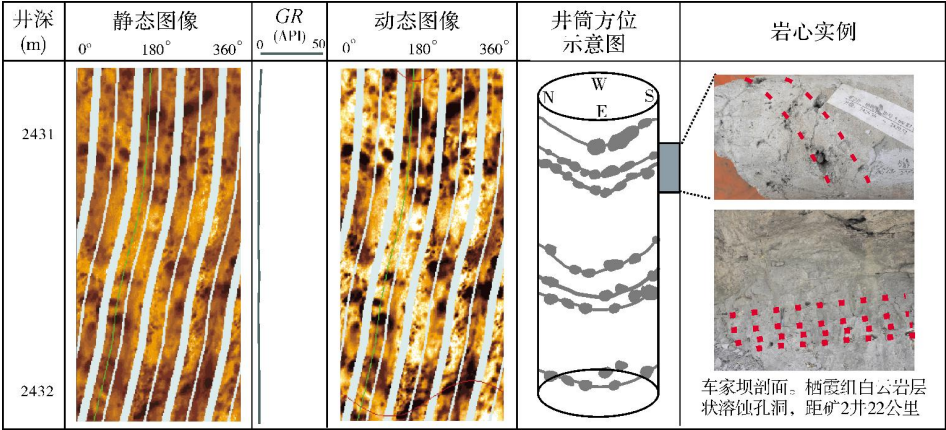 井深
(m)
静态图像
0° 180° 360°
GR
(API)
0 50
动态图像
0° 180° 360°
井筒方位
示意图
岩心实例
2431
2432
W
N S
E
车家坝剖面。栖霞组白云岩层
状溶蚀孔洞，距矿2井22公里